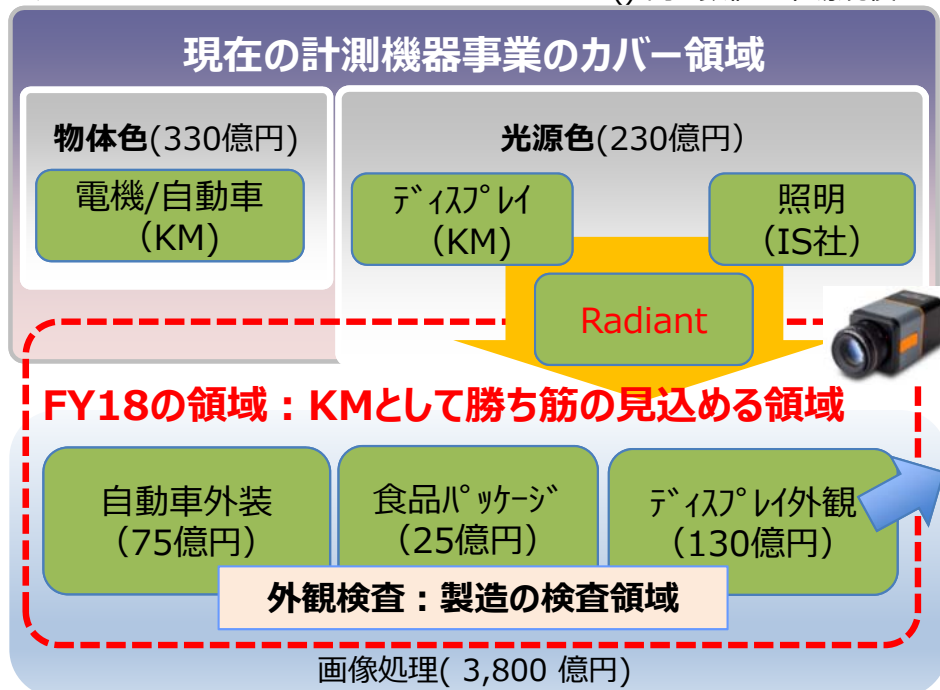 現在の計測機器事業のカバー領域
物体色(330億円)
電機/自動車
(KM)
光源色(230億円)
ﾃﾞｨｽﾌﾟﾚｲ
(KM)
照明
(IS社)
Radiant
FY18の領域：KMとして勝ち筋の見込める領域
自動車外装
(75億円)
食品ﾊﾟｯｹｰｼﾞ
(25億円)
ﾃﾞｨｽﾌﾟﾚｲ外観
(130億円)
外観検査：製造の検査領域
画像処理( 3,800 億円)